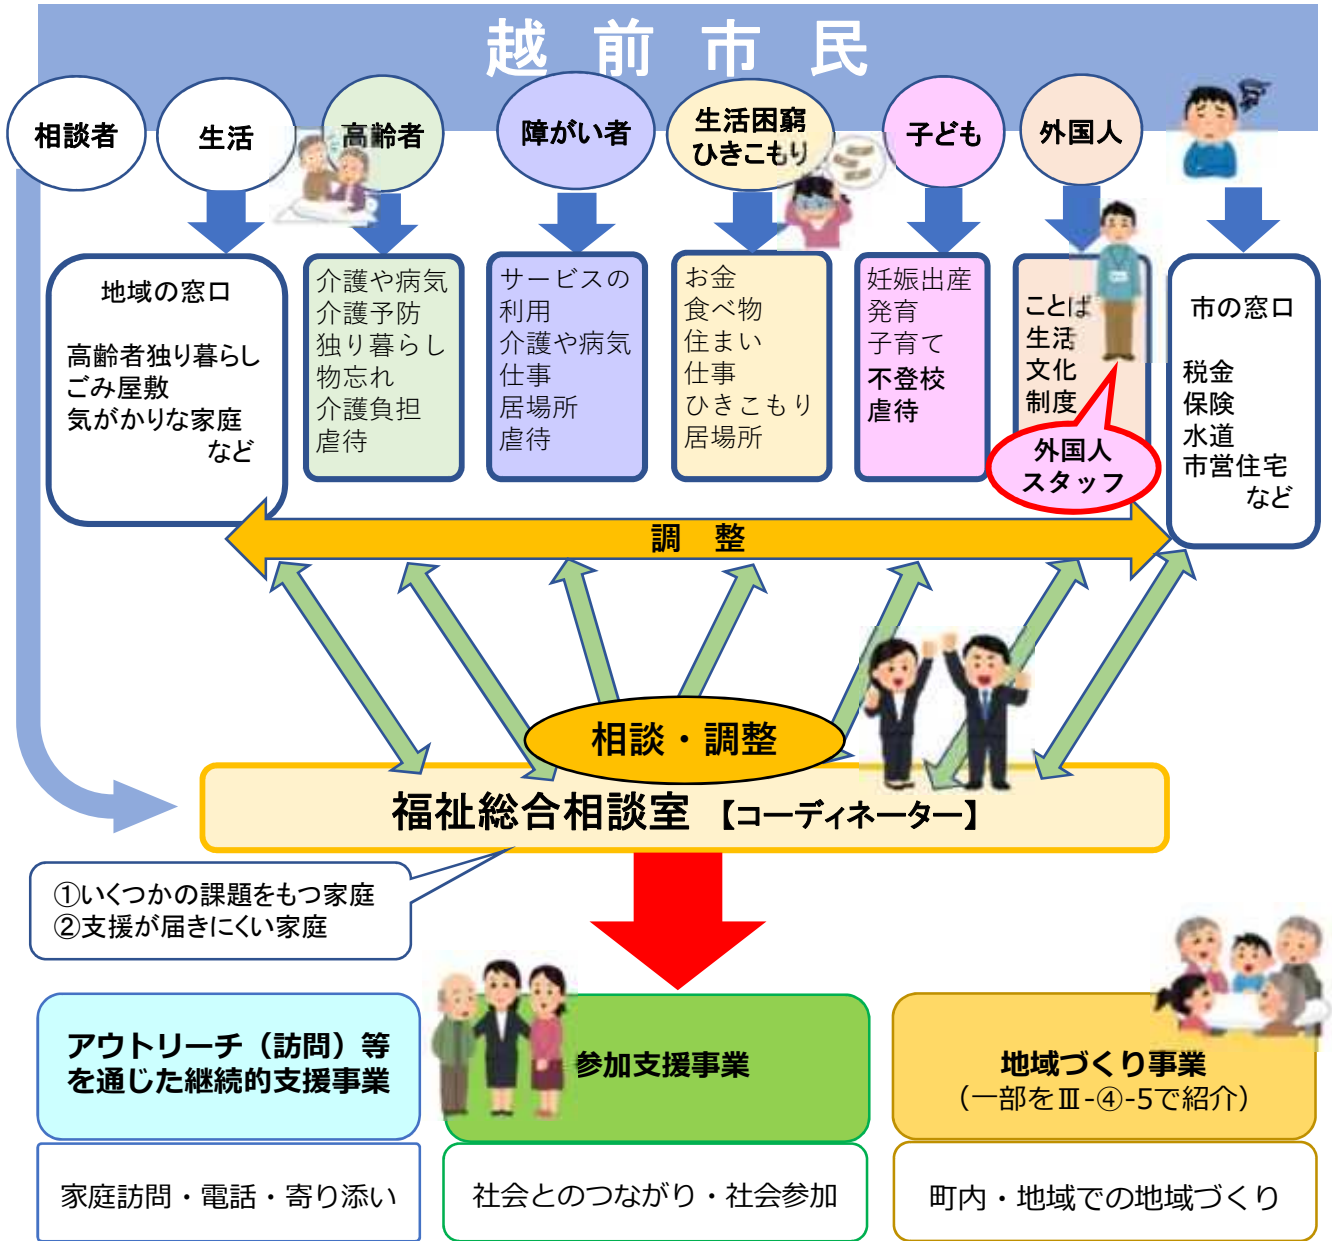 越前市民
相談者
生活
高齢者
障がい者
生活困窮
ひきこもり
子ども
外国人
地域の窓口
高齢者独り暮らし
ごみ屋敷
気がかりな家庭
など
介護や病気
介護予防
独り暮らし
物忘れ
介護負担
虐待
サービスの
利用
介護や病気
仕事
居場所
虐待
お金
食べ物
住まい
仕事
ひきこもり
居場所
妊娠出産
発育
子育て
不登校
虐待
ことば
生活
文化
制度
外国人
スタッフ
市の窓口
税金
保険
水道
市営住宅
など
調　整
相談・調整
福祉総合相談室 【コーディネーター】
①いくつかの課題をもつ家庭
②支援が届きにくい家庭
アウトリーチ（訪問）等
を通じた継続的支援事業
家庭訪問・電話・寄り添い
参加支援事業
社会とのつながり・社会参加
地域づくり事業
（一部をⅢ-④-5で紹介）
町内・地域での地域づくり